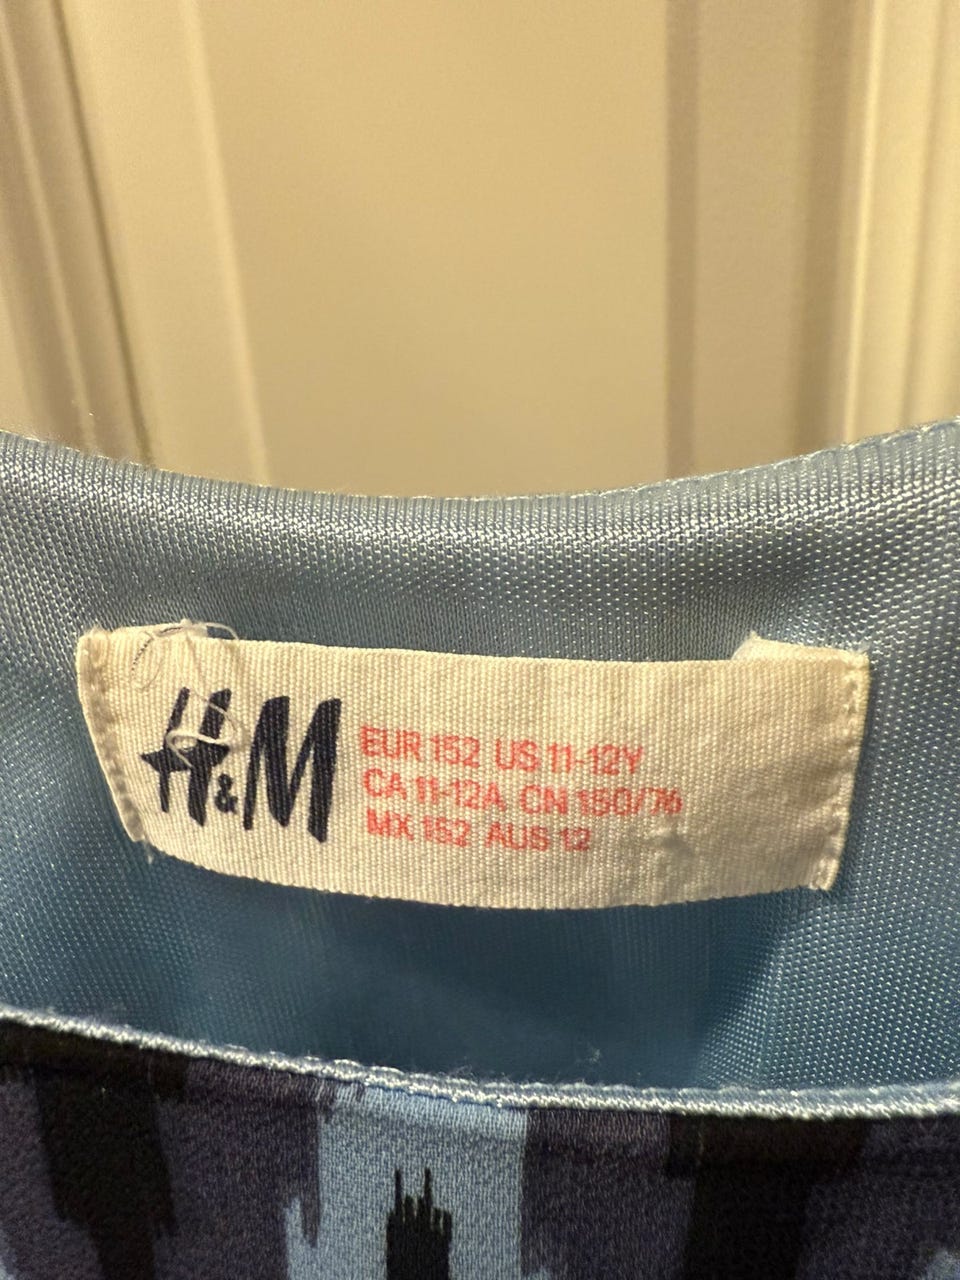 H&M
EUR 152 US 11-12Y
CA 11-12A CN 150/76
MX 152 AUS 12